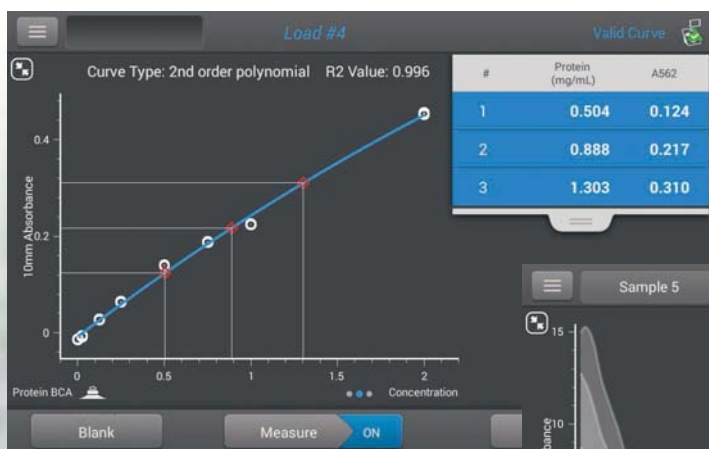 Load #4
Valid Curve
Curve Type: 2nd order polynomial R2 Value: 0.996
# Protein (mg/mL) A562
1 0.504 0.124
2 0.888 0.217
3 1.303 0.310
0.4
0.2
0
10mm Absorbance
0 0.5 1 1.5 2
Protein BCA Concentration
Blank Measure ON
Sample 5
15
10